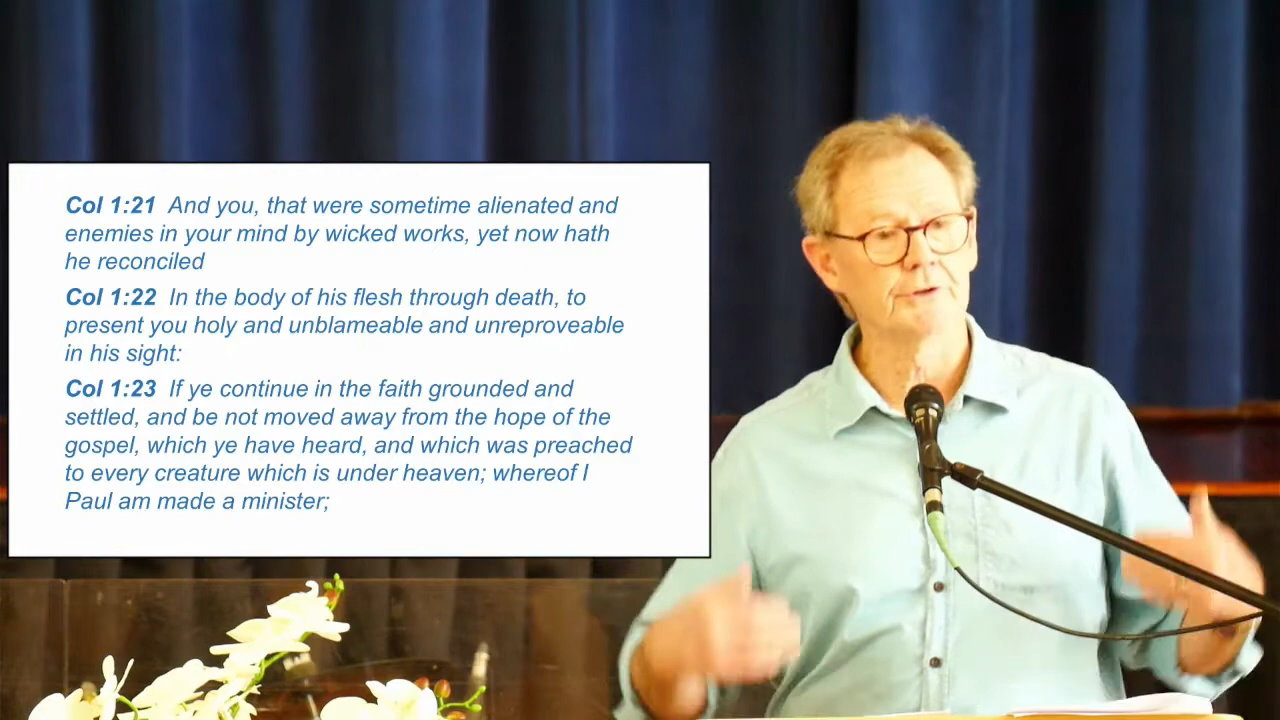 Col 1:21 And you, that were sometime alienated and
enemies in your mind by wicked works, yet now hath
he reconciled
Col 1:22 In the body of his flesh through death, to
present you holy and unblameable and unreproveable
in his sight:
Col 1:23 If ye continue in the faith grounded and
settled, and be not moved away from the hope of the
gospel, which ye have heard, and which was preached
to every creature which is under heaven; whereof I
Paul am made a minister;